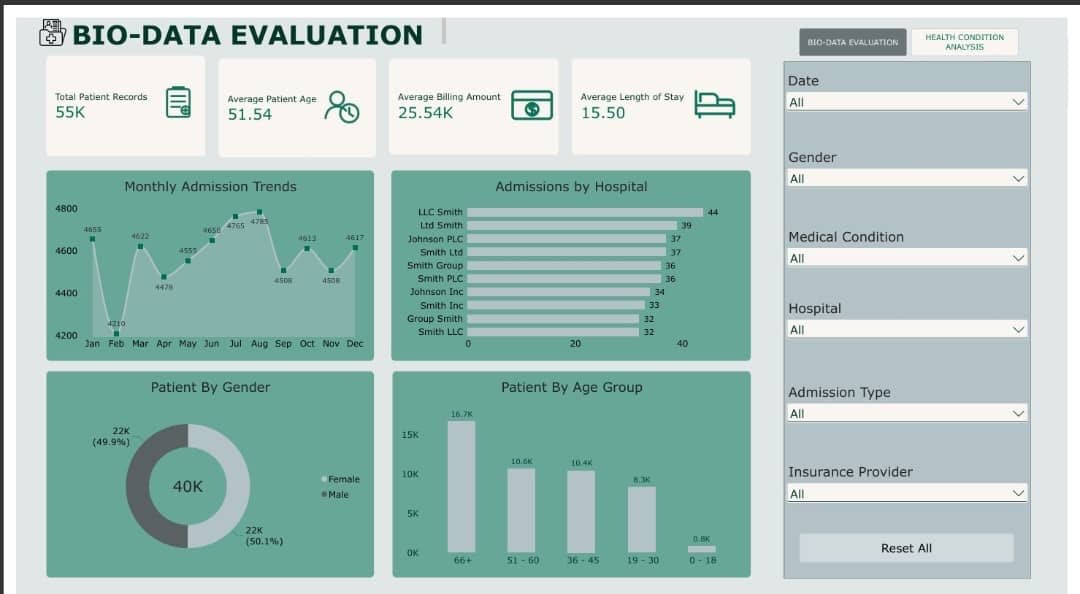 BIO-DATA EVALUATION
BIO-DATA EVALUATION
HEALTH CONDITION
ANALYSIS
Total Patient Records
55K
Average Patient Age
51.54
Average Billing Amount
25.54K
Average Length of Stay
15.50
Monthly Admission Trends
4800
4600
4400
4200
4655
4210
4622
4478
4555
4650
4765
4785
4508
4613
4508
4617
Jan Feb Mar Apr May Jun Jul Aug Sep Oct Nov Dec
Admissions by Hospital
LLC Smith 44
Ltd Smith 39
Johnson PLC 37
Smith Ltd 37
Smith Group 36
Smith PLC 36
Johnson Inc 34
Smith Inc 33
Group Smith 32
Smith LLC 32
0 20 40
Patient By Gender
22K
(49.9%)
40K
22K
(50.1%)
Female
Male
Patient By Age Group
15K
10K
5K
0K
16.7K
10.6K
10.4K
8.3K
0.8K
66+ 51 - 60 36 - 45 19 - 30 0 - 18
Date
All
Gender
All
Medical Condition
All
Hospital
All
Admission Type
All
Insurance Provider
All
Reset All